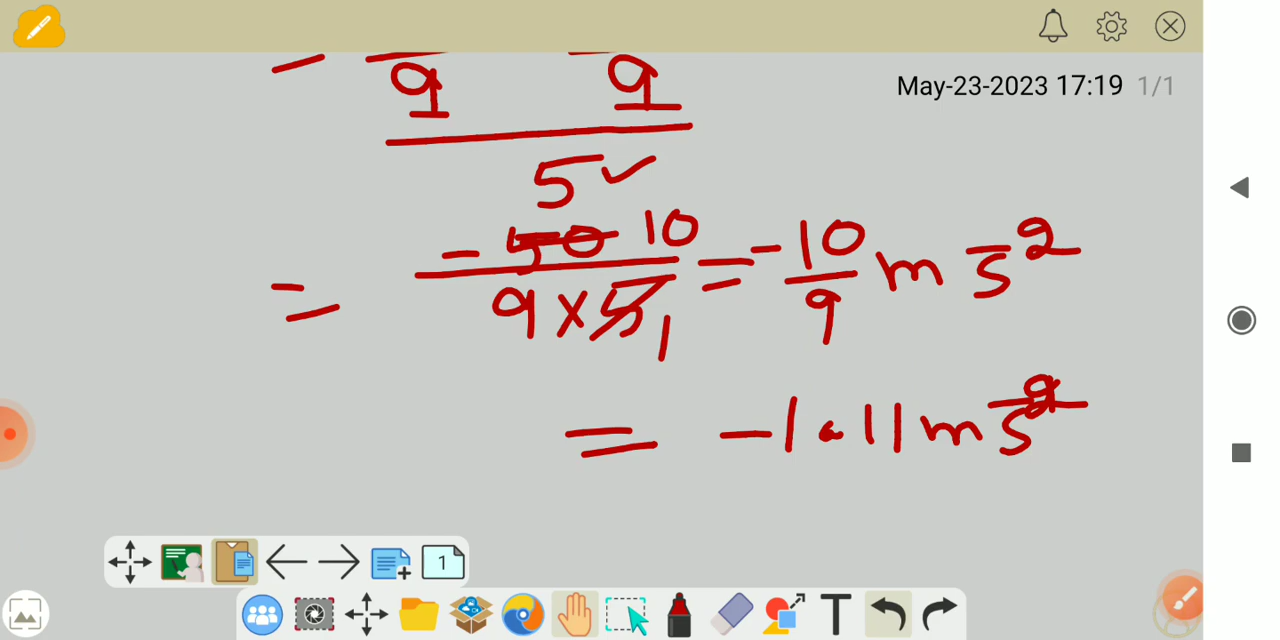 May-23-2023 17:19 1/1
9 9
5 ✓
= -50 10 / 9 × 5 1 = -10/9 m s⁻²
= -1.11 m s⁻²
1
T